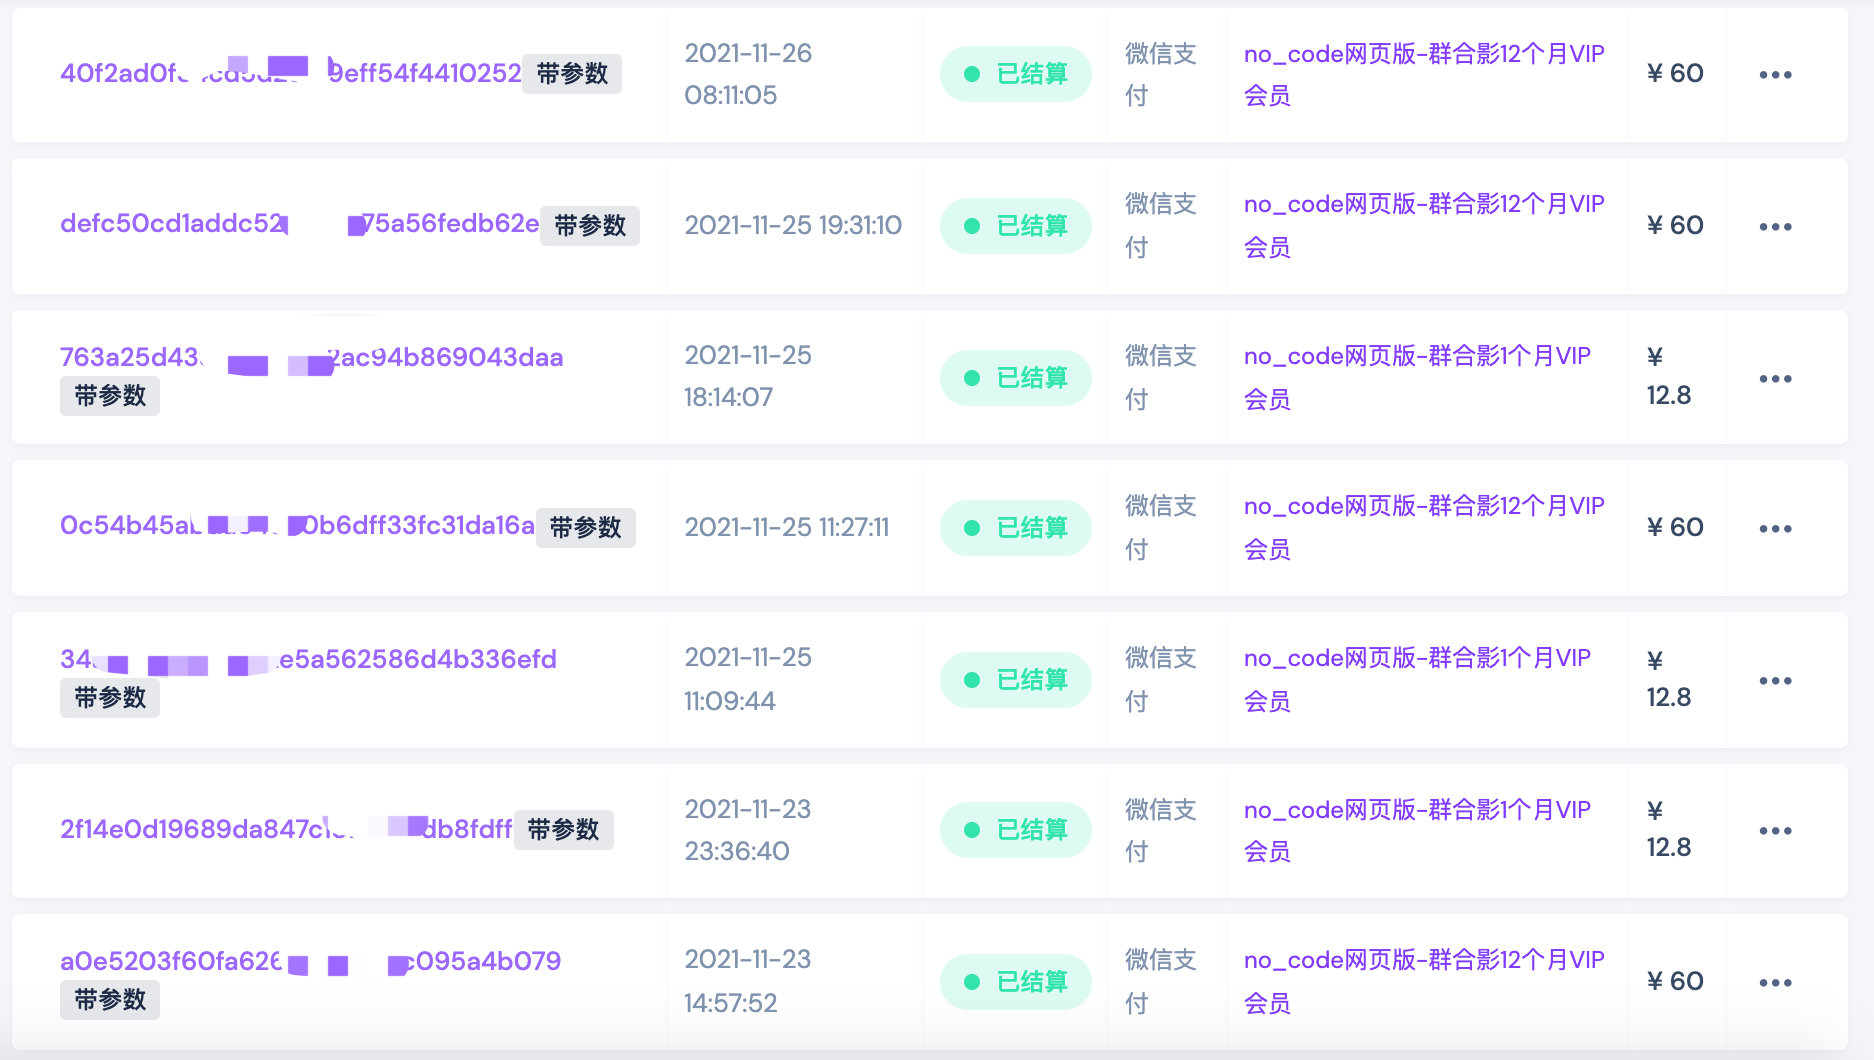 40f2ad0f 9eff54f4410252 带参数
2021-11-26
08:11:05
已结算
微信支
付
no_code网页版-群合影12个月VIP
会员
¥ 60
defc50cd1addc52 75a56fedb62e 带参数
2021-11-25 19:31:10
已结算
微信支
付
no_code网页版-群合影12个月VIP
会员
¥ 60
763a25d43 2ac94b869043daa
带参数
2021-11-25
18:14:07
已结算
微信支
付
no_code网页版-群合影1个月VIP
会员
¥
12.8
0c54b45a 0b6dff33fc31da16a 带参数
2021-11-25 11:27:11
已结算
微信支
付
no_code网页版-群合影12个月VIP
会员
¥ 60
34 e5a562586d4b336efd
带参数
2021-11-25
11:09:44
已结算
微信支
付
no_code网页版-群合影1个月VIP
会员
¥
12.8
2f14e0d19689da847c db8fdff 带参数
2021-11-23
23:36:40
已结算
微信支
付
no_code网页版-群合影1个月VIP
会员
¥
12.8
a0e5203f60fa626 c095a4b079
带参数
2021-11-23
14:57:52
已结算
微信支
付
no_code网页版-群合影12个月VIP
会员
¥ 60